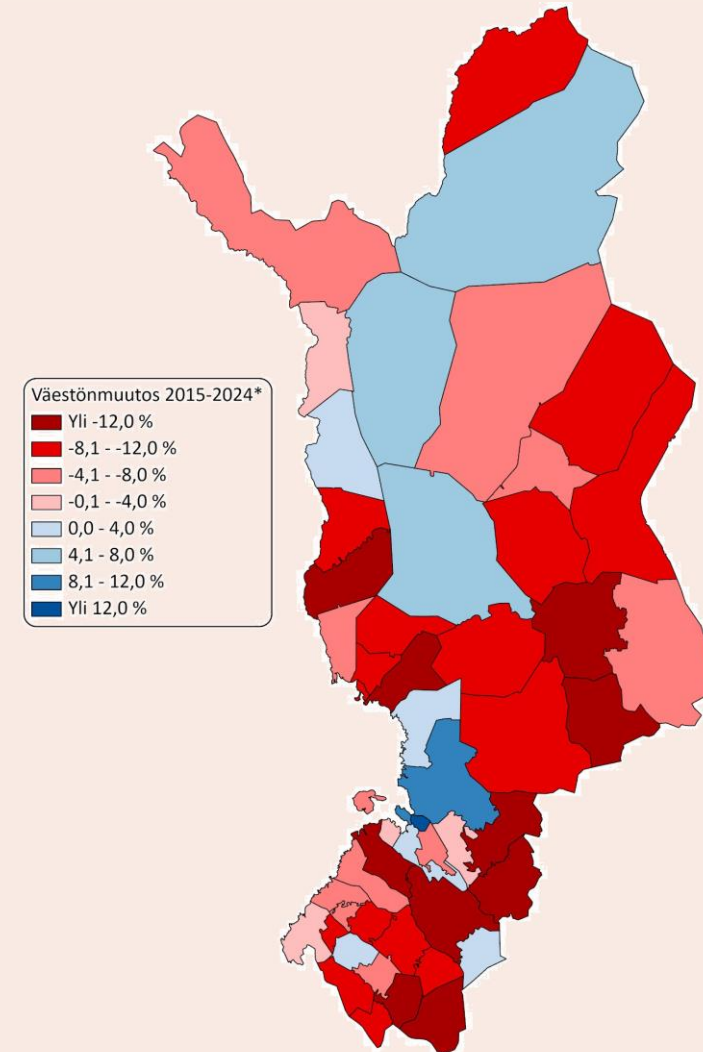 Väestönmuutos 2015-2024*
Yli -12,0 %
-8,1 - -12,0 %
-4,1 - -8,0 %
-0,1 - -4,0 %
0,0 - 4,0 %
4,1 - 8,0 %
8,1 - 12,0 %
Yli 12,0 %